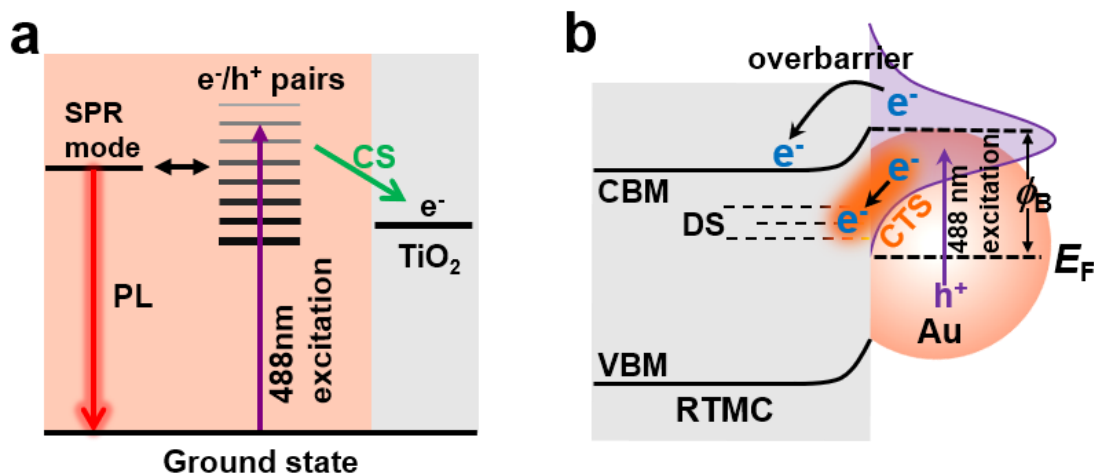 a
e⁻/h⁺ pairs
SPR
mode
CS
e⁻
TiO₂
PL
488nm
excitation
Ground state
b
overbarrier
e⁻
e⁻
CBM
e⁻
e⁻
DS
CTS
488 nm
excitation
ϕB
EF
h⁺
Au
VBM
RTMC